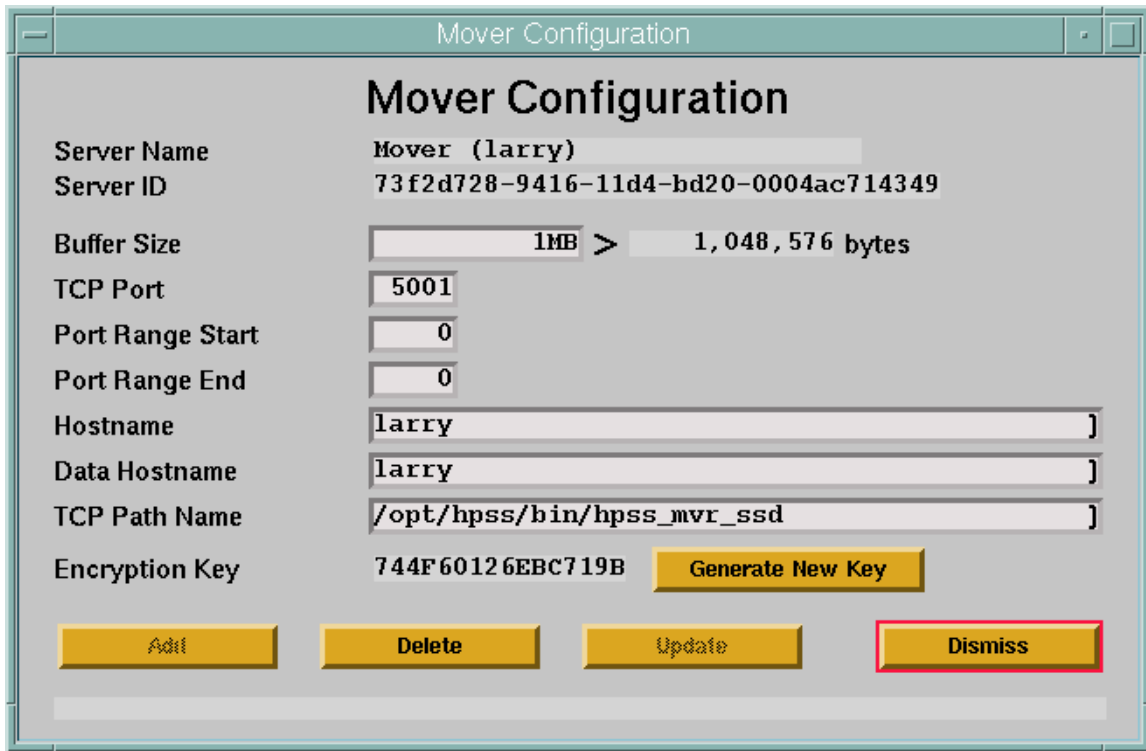 Mover Configuration
Mover Configuration
Server Name Mover (larry)
Server ID 73f2d728-9416-11d4-bd20-0004ac714349
Buffer Size 1MB > 1,048,576 bytes
TCP Port 5001
Port Range Start 0
Port Range End 0
Hostname larry
Data Hostname larry
TCP Path Name /opt/hpss/bin/hpss_mvr_ssd
Encryption Key 744F60126EBC719B Generate New Key
Add Delete Update Dismiss